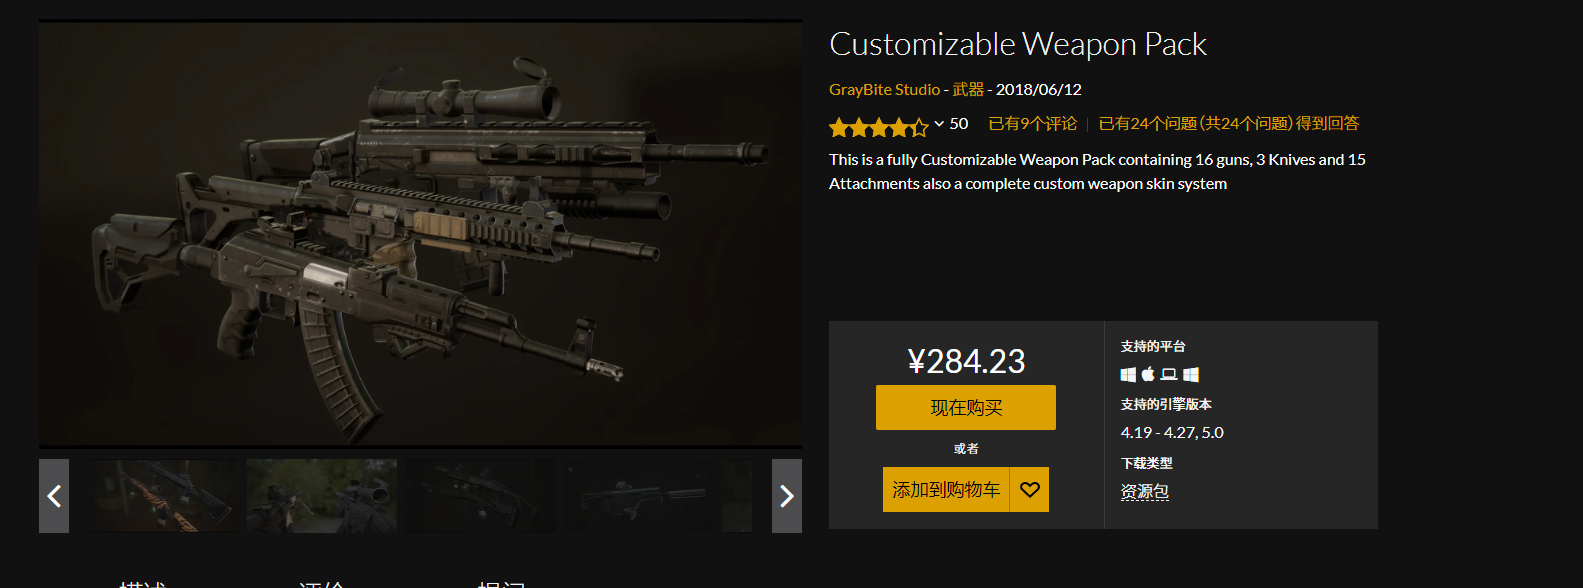 Customizable Weapon Pack
GrayBite Studio - 武器 - 2018/06/12
50 已有9个评论 | 已有24个问题(共24个问题)得到回答
This is a fully Customizable Weapon Pack containing 16 guns, 3 Knives and 15
Attachments also a complete custom weapon skin system
¥284.23
现在购买
或者
添加到购物车
支持的平台
支持的引擎版本
4.19 - 4.27, 5.0
下载类型
资源包